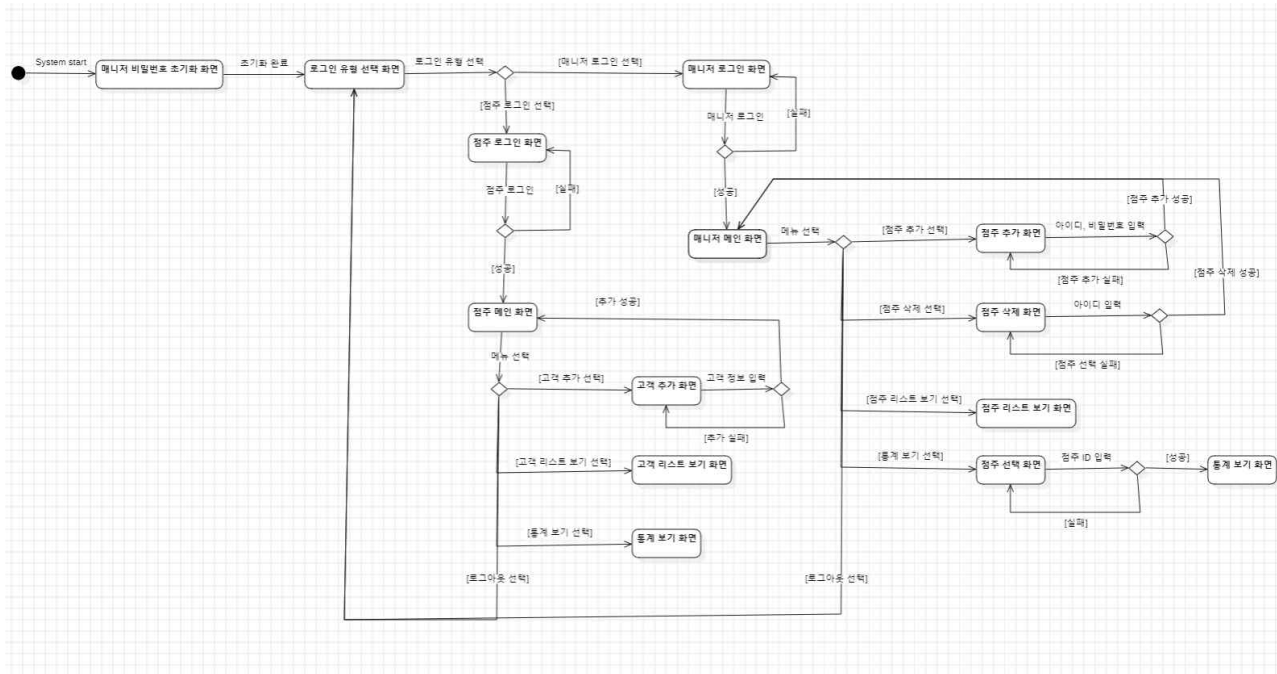 System start
매니저 비밀번호 초기화 화면
초기화 완료
로그인 유형 선택 화면
로그인 유형 선택
[매니저 로그인 선택]
매니저 로그인 화면
[점주 로그인 선택]
매니저 로그인
[실패]
점주 로그인 화면
점주 로그인
[실패]
[성공]
[성공]
매니저 메인 화면
메뉴 선택
[점주 추가 선택]
점주 추가 화면
아이디, 비밀번호 입력
[점주 추가 성공]
[점주 추가 실패]
[점주 삭제 성공]
점주 메인 화면
[추가 성공]
[점주 삭제 선택]
점주 삭제 화면
아이디 입력
[점주 선택 실패]
메뉴 선택
[고객 추가 선택]
고객 추가 화면
고객 정보 입력
[추가 실패]
[점주 리스트 보기 선택]
점주 리스트 보기 화면
[고객 리스트 보기 선택]
고객 리스트 보기 화면
[통계 보기 선택]
점주 선택 화면
점주 ID 입력
[성공]
통계 보기 화면
[실패]
[통계 보기 선택]
통계 보기 화면
[로그아웃 선택]
[로그아웃 선택]